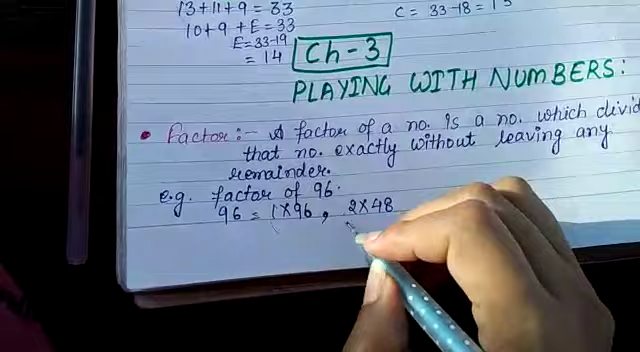 13+11+9 = 33
10+9 +E = 33
E = 33-19
= 14
C = 33-18 = 15
Ch-3
PLAYING WITH NUMBERS:
• Factor:- A factor of a no. is a no. which divid
that no. exactly without leaving any
remainder.
e.g. factor of 96.
96 = 1×96, 2×48